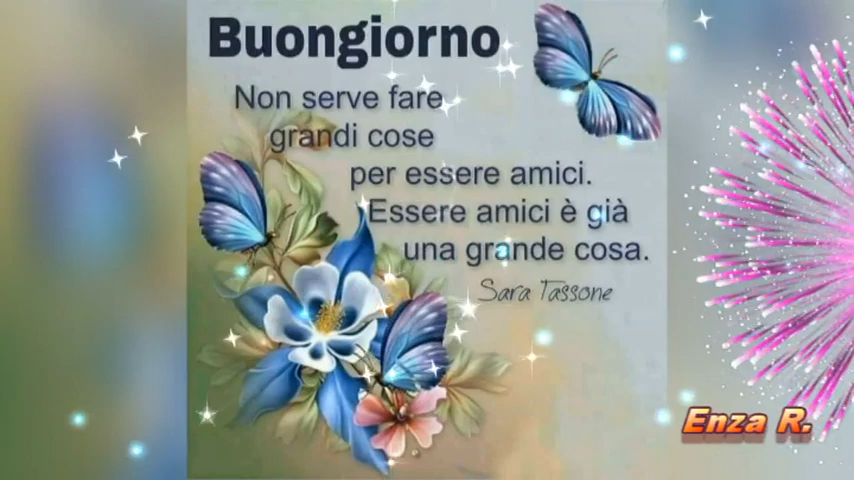 Buongiorno
Non serve fare
grandi cose
per essere amici.
Essere amici è già
una grande cosa.
Sara Tassone
Enza R.